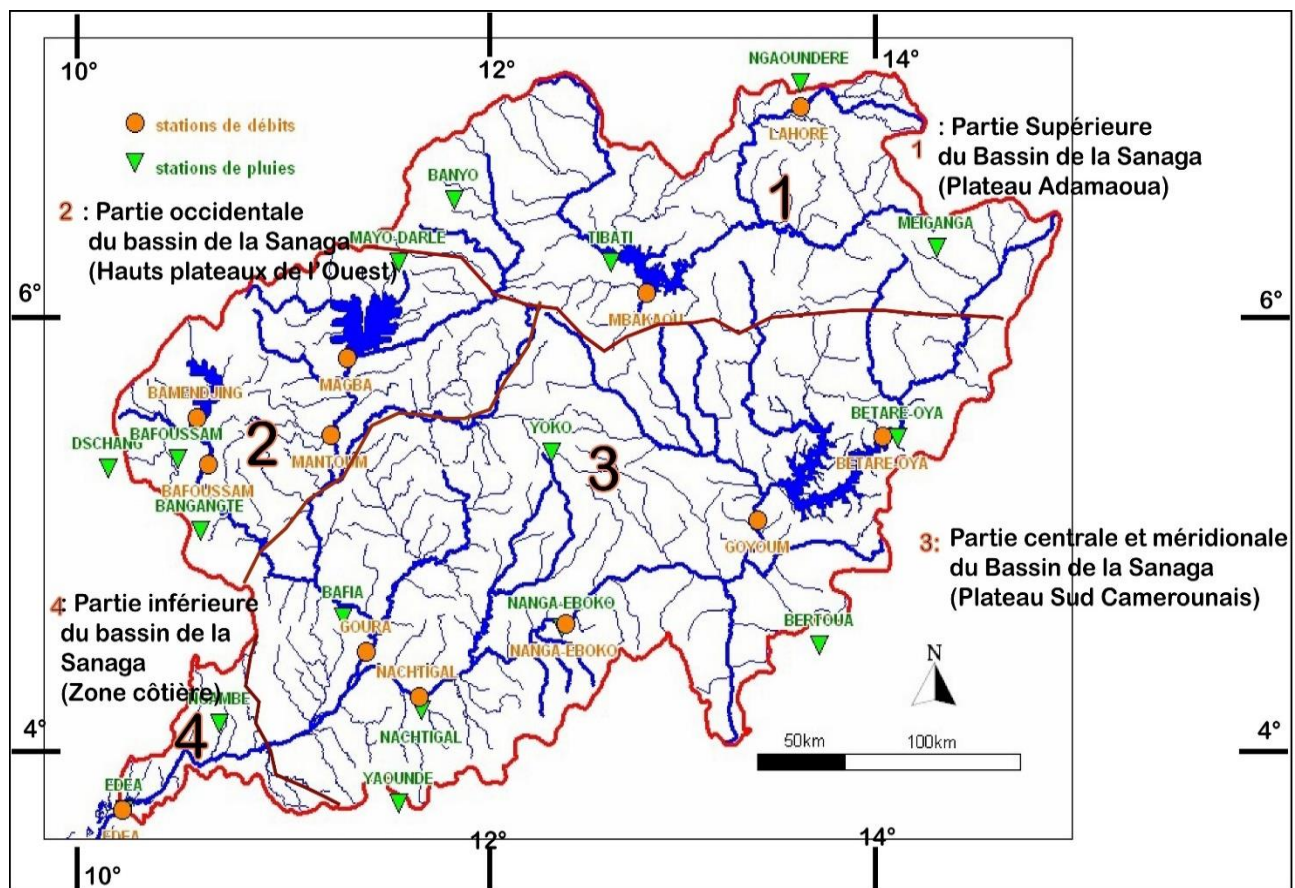 10°
12°
14°
NGAOUNDERE
stations de débits
stations de pluies
LAHORE
1 : Partie Supérieure
du Bassin de la Sanaga
(Plateau Adamaoua)
BANYO
1
2 : Partie occidentale
du bassin de la Sanaga
(Hauts plateaux de l'Ouest)
MAYO-DARLE
TIBATI
MEIGANGA
6°
6°
MBAKAOU
MAGBA
BAMENDJING
BETARE-OYA
BAFOUSSAM
YOKO
DSCHANG
2
MANTOUM
3
BETARE-OYA
BAFOUSSAM
BANGANGTE
GOYOUM
3: Partie centrale et méridionale
du Bassin de la Sanaga
(Plateau Sud Camerounais)
4 : Partie inférieure
du bassin de la
Sanaga
(Zone côtière)
BAFIA
NANGA-EBOKO
GOURA
NANGA-EBOKO
BERTOUA
N
NACHTIGAL
NGAMBE
NACHTIGAL
4°
4
4°
50km
100km
EDEA
YAOUNDE
EDEA
10°
12°
14°